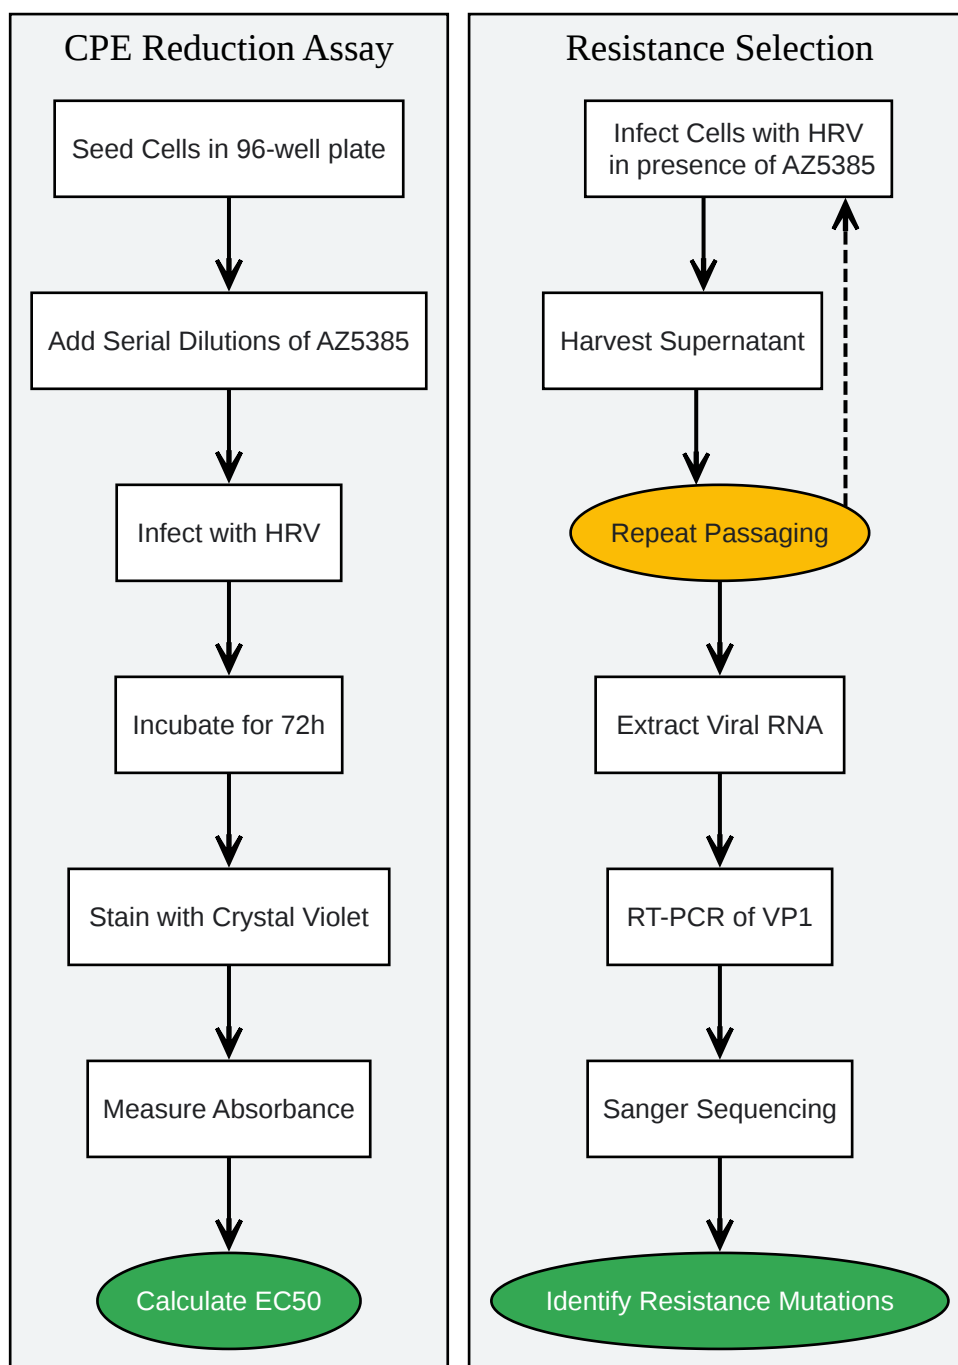 CPE Reduction Assay
Seed Cells in 96-well plate
Add Serial Dilutions of AZ5385
Infect with HRV
Incubate for 72h
Stain with Crystal Violet
Measure Absorbance
Calculate EC50
Resistance Selection
Infect Cells with HRV
in presence of AZ5385
Harvest Supernatant
Repeat Passaging
Extract Viral RNA
RT-PCR of VP1
Sanger Sequencing
Identify Resistance Mutations